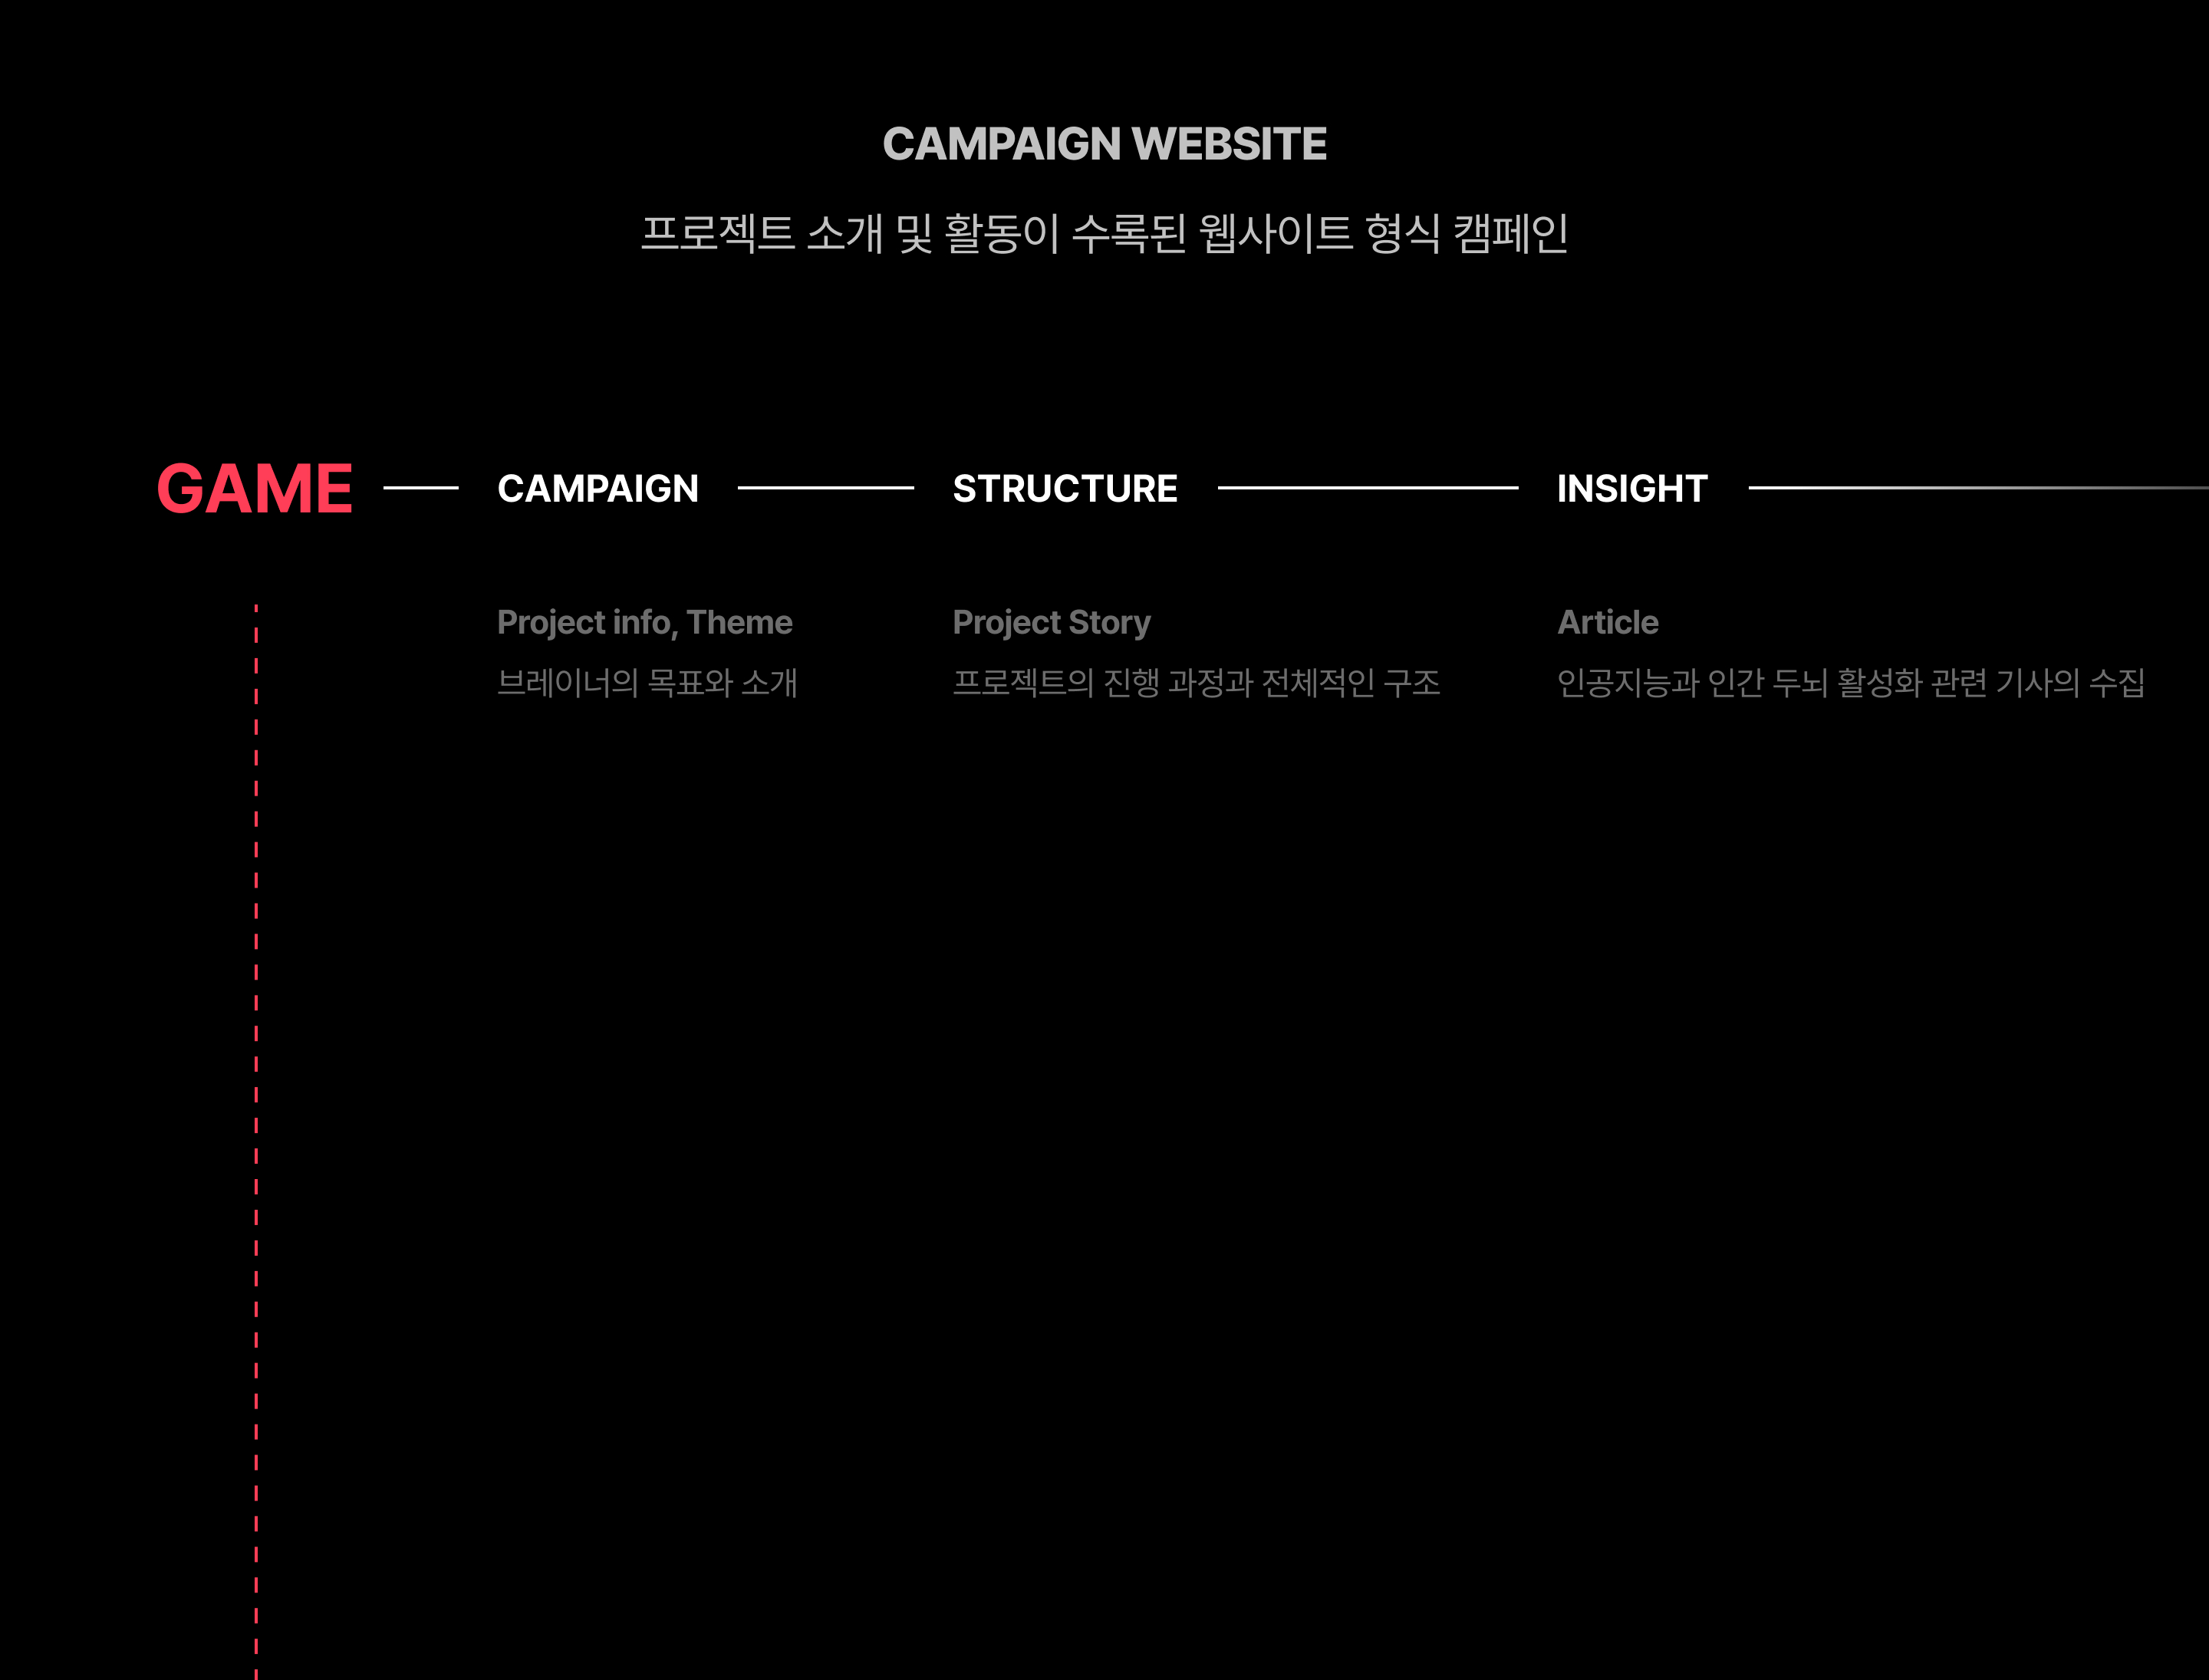 CAMPAIGN WEBSITE
프로젝트 소개 및 활동이 수록된 웹사이트 형식 캠페인
GAME
CAMPAIGN
STRUCTURE
INSIGHT
Project info, Theme
브레이너의 목표와 소개
Project Story
프로젝트의 진행 과정과 전체적인 구조
Article
인공지능과 인간 두뇌 활성화 관련 기사의 수집